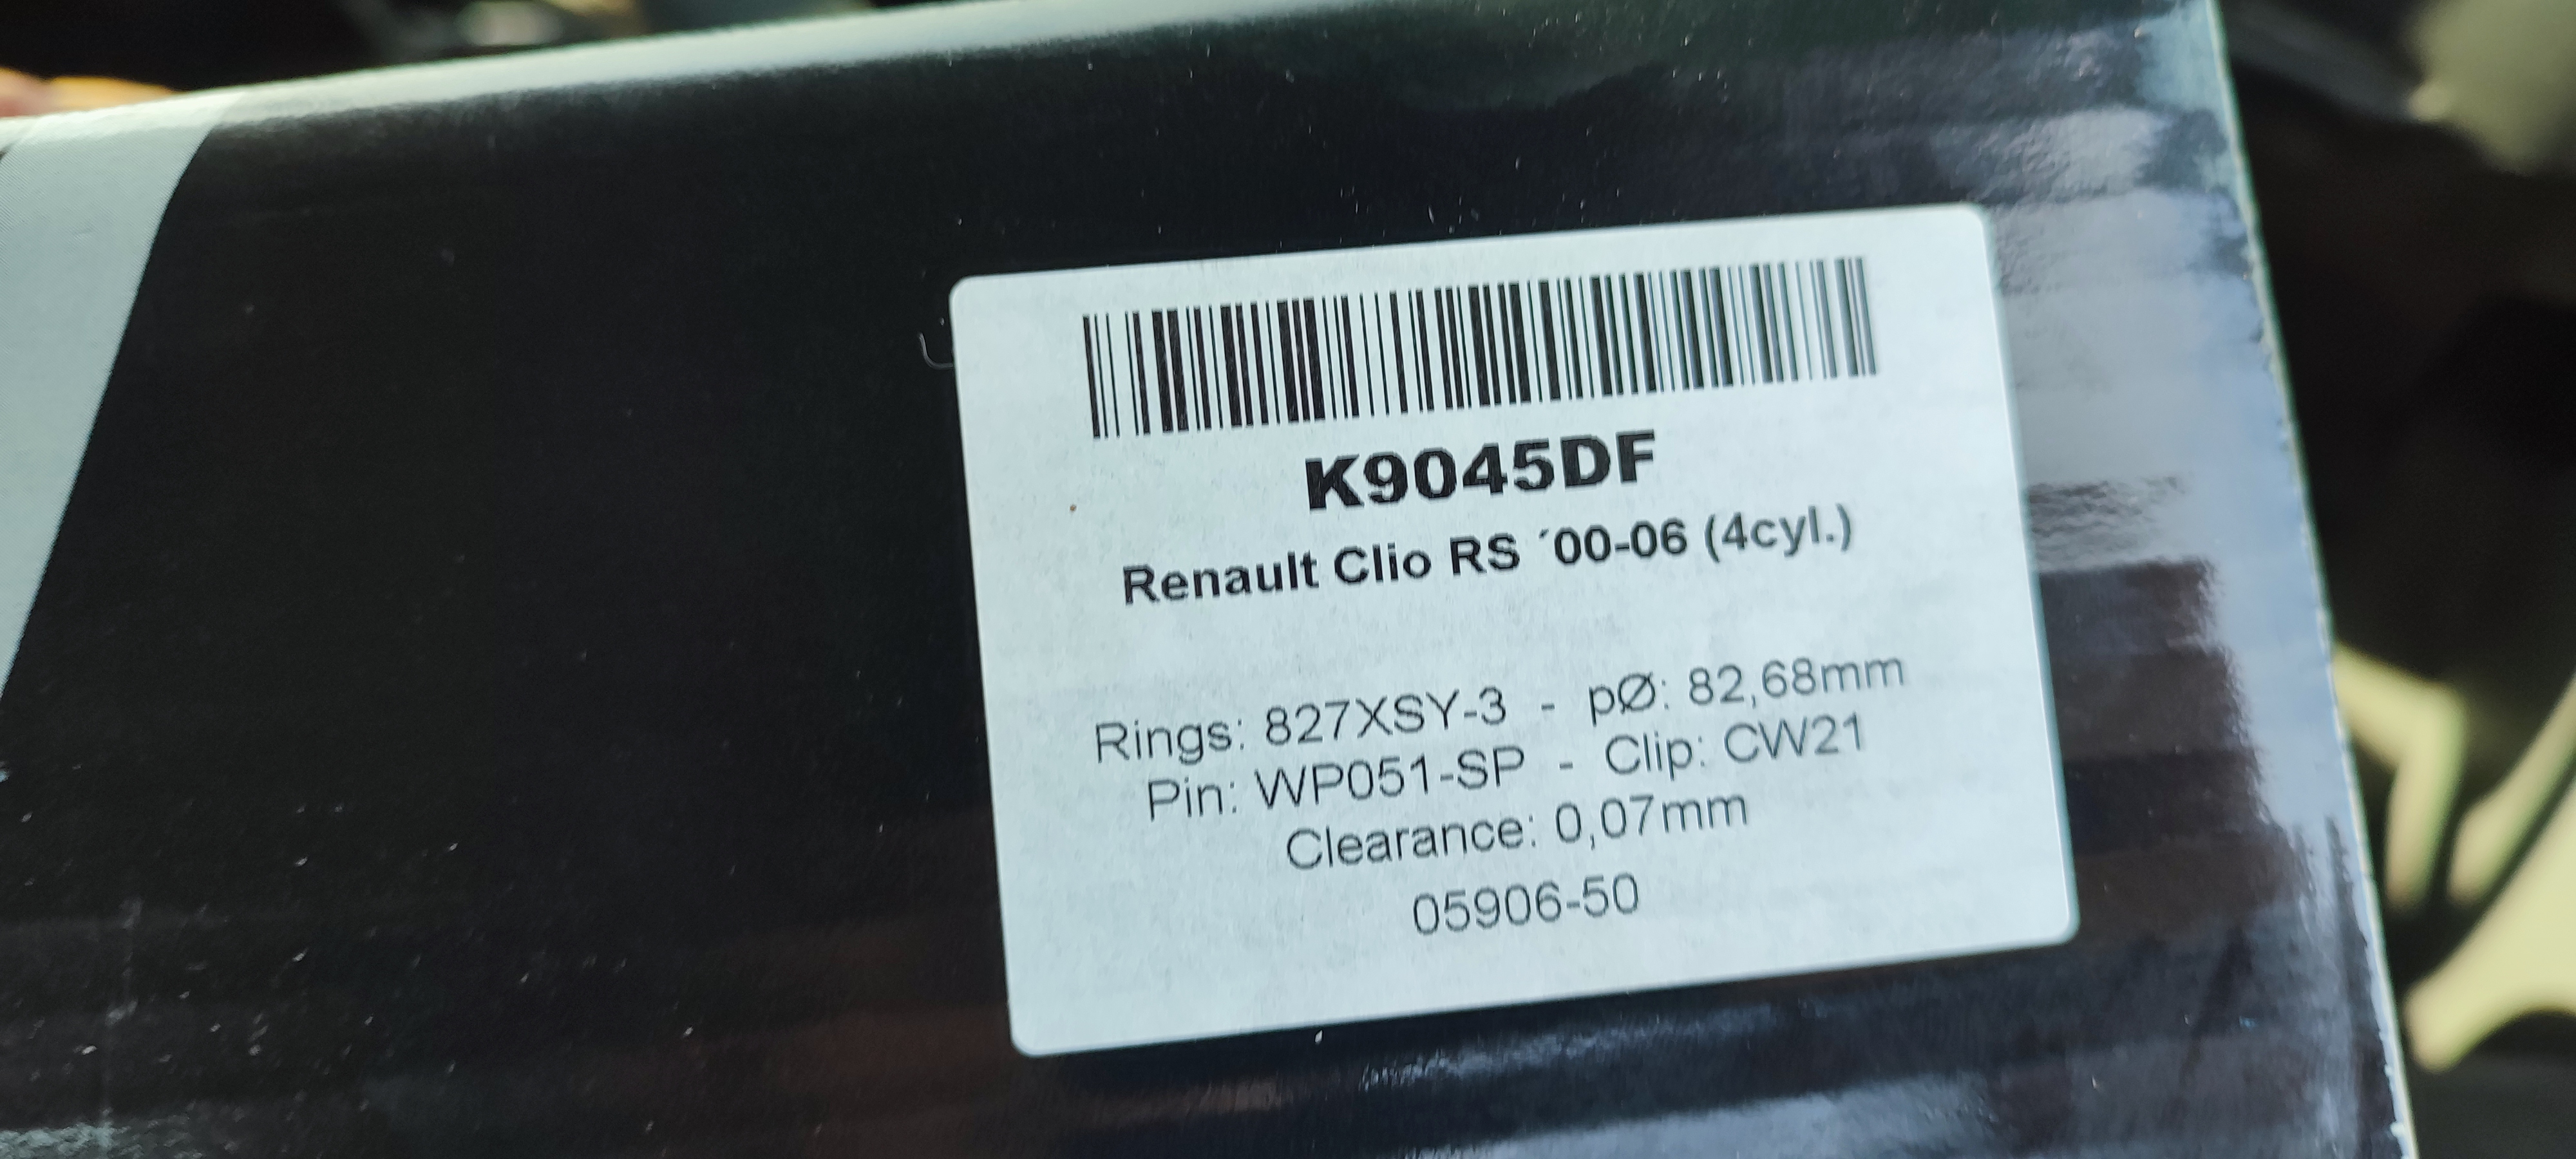 K9045DF
Renault Clio RS ´00-06 (4cyl.)
Rings: 827XSY-3 - pØ: 82,68mm
Pin: WP051-SP - Clip: CW21
Clearance: 0,07mm
05906-50